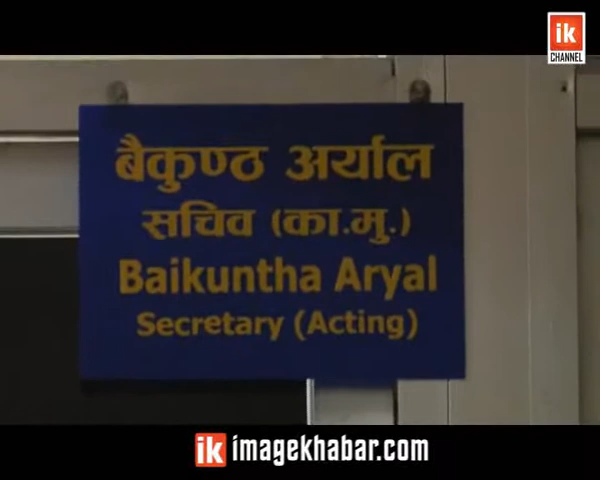 ik
CHANNEL
बैकुण्ठ अर्याल
सचिव (का.मु.)
Baikuntha Aryal
Secretary (Acting)
ik imagekhabar.com